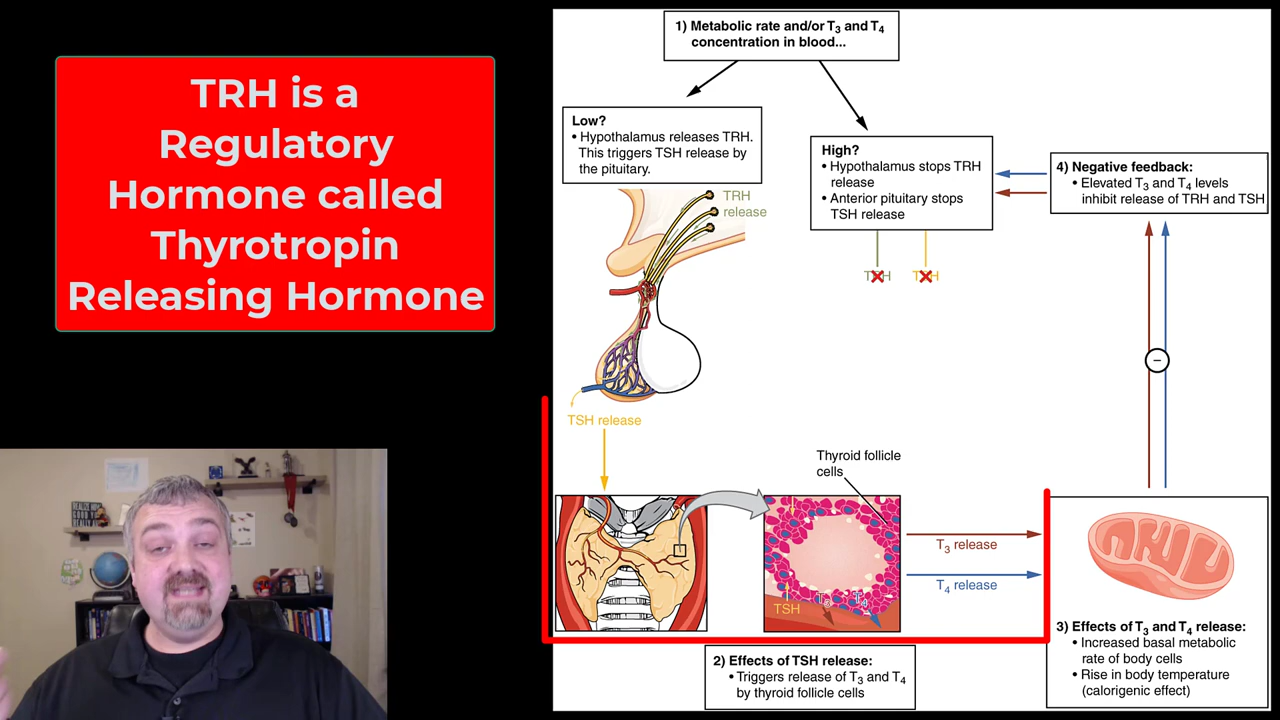 TRH is a
Regulatory
Hormone called
Thyrotropin
Releasing Hormone
1) Metabolic rate and/or T3 and T4
concentration in blood...
Low?
• Hypothalamus releases TRH.
This triggers TSH release by
the pituitary.
High?
• Hypothalamus stops TRH
release
• Anterior pituitary stops
TSH release
4) Negative feedback:
• Elevated T3 and T4 levels
inhibit release of TRH and TSH
TRH
release
–
TSH release
Thyroid follicle
cells
T3 release
T4 release
TSH
T3
T4
2) Effects of TSH release:
• Triggers release of T3 and T4
by thyroid follicle cells
3) Effects of T3 and T4 release:
• Increased basal metabolic
rate of body cells
• Rise in body temperature
(calorigenic effect)